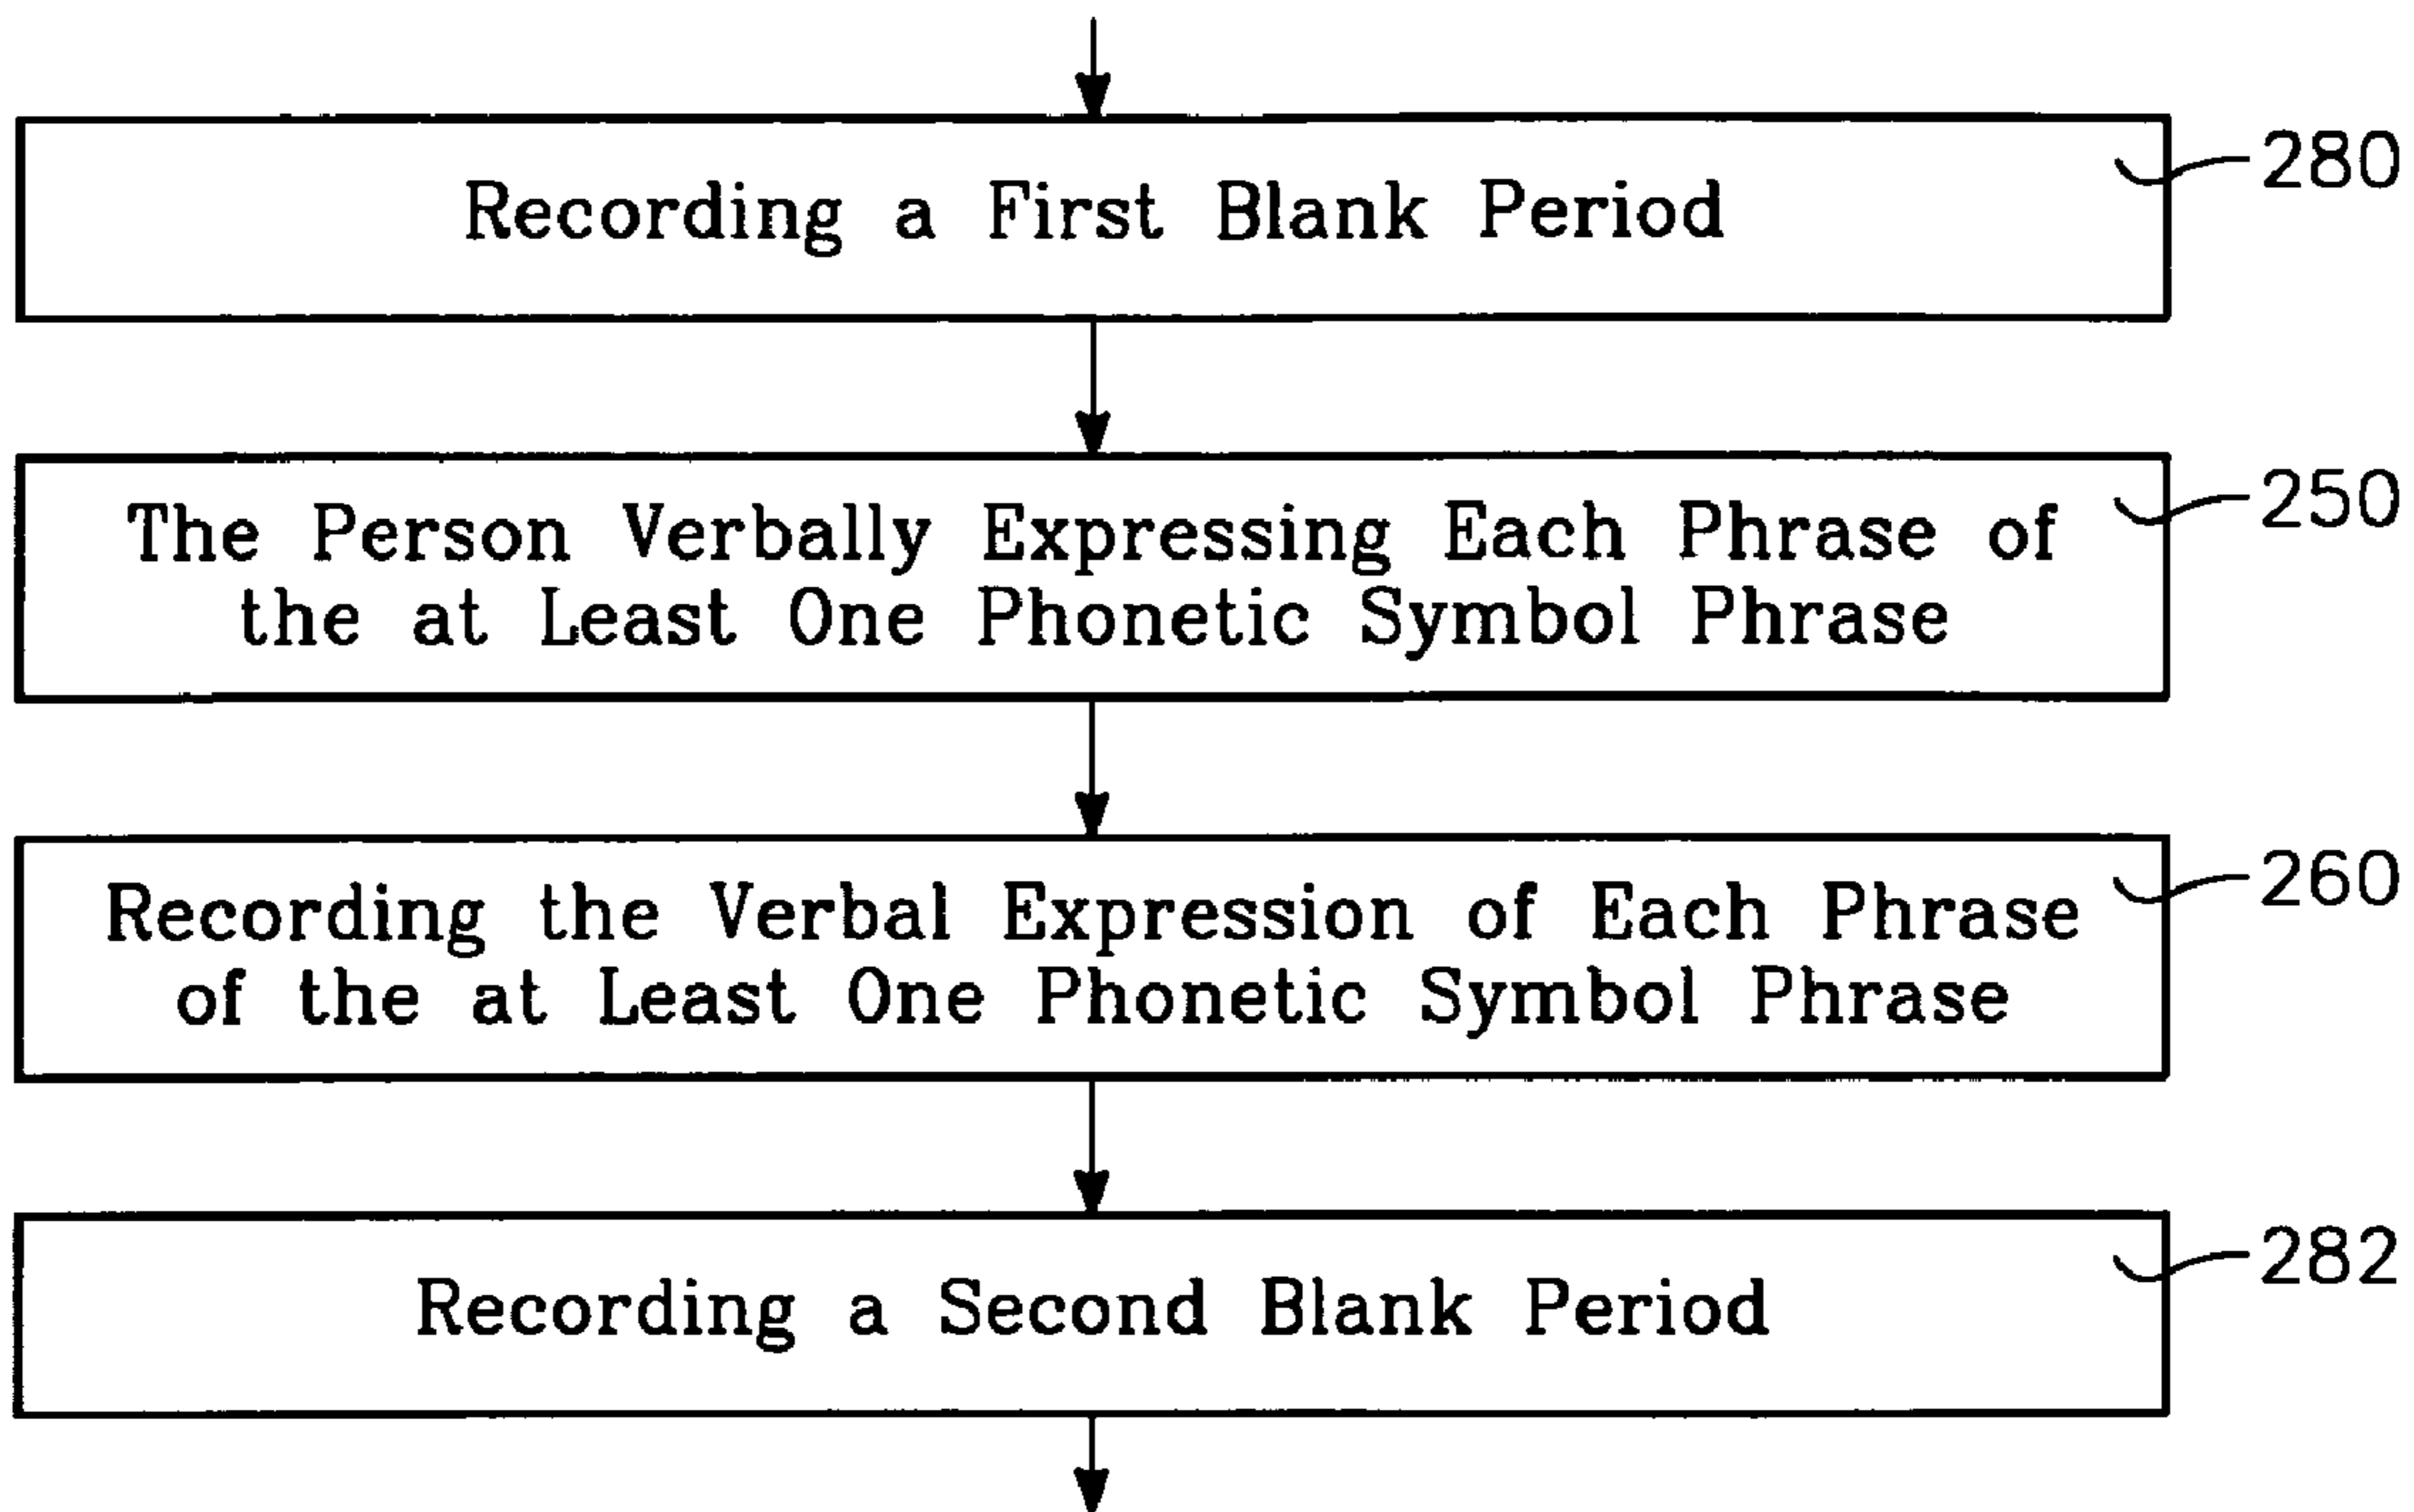 280
Recording a First Blank Period
250
The Person Verbally Expressing Each Phrase of
the at Least One Phonetic Symbol Phrase
260
Recording the Verbal Expression of Each Phrase
of the at Least One Phonetic Symbol Phrase
282
Recording a Second Blank Period